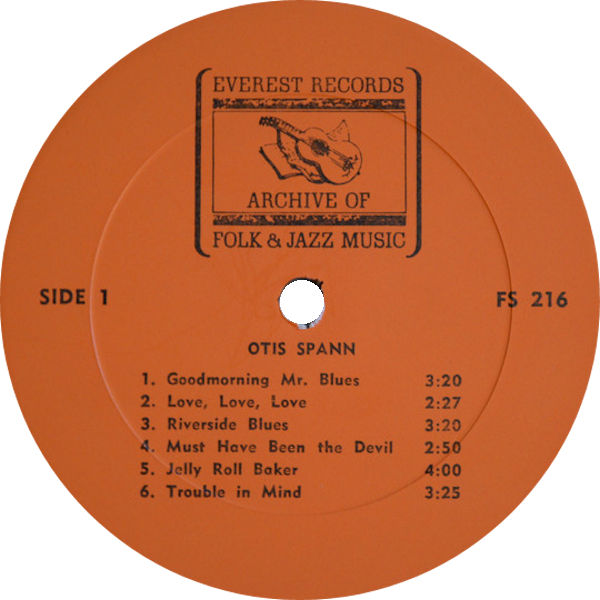 EVEREST RECORDS
ARCHIVE OF
FOLK & JAZZ MUSIC
SIDE 1
FS 216
OTIS SPANN
1. Goodmorning Mr. Blues 3:20
2. Love, Love, Love 2:27
3. Riverside Blues 3:20
4. Must Have Been the Devil 2:50
5. Jelly Roll Baker 4:00
6. Trouble in Mind 3:25